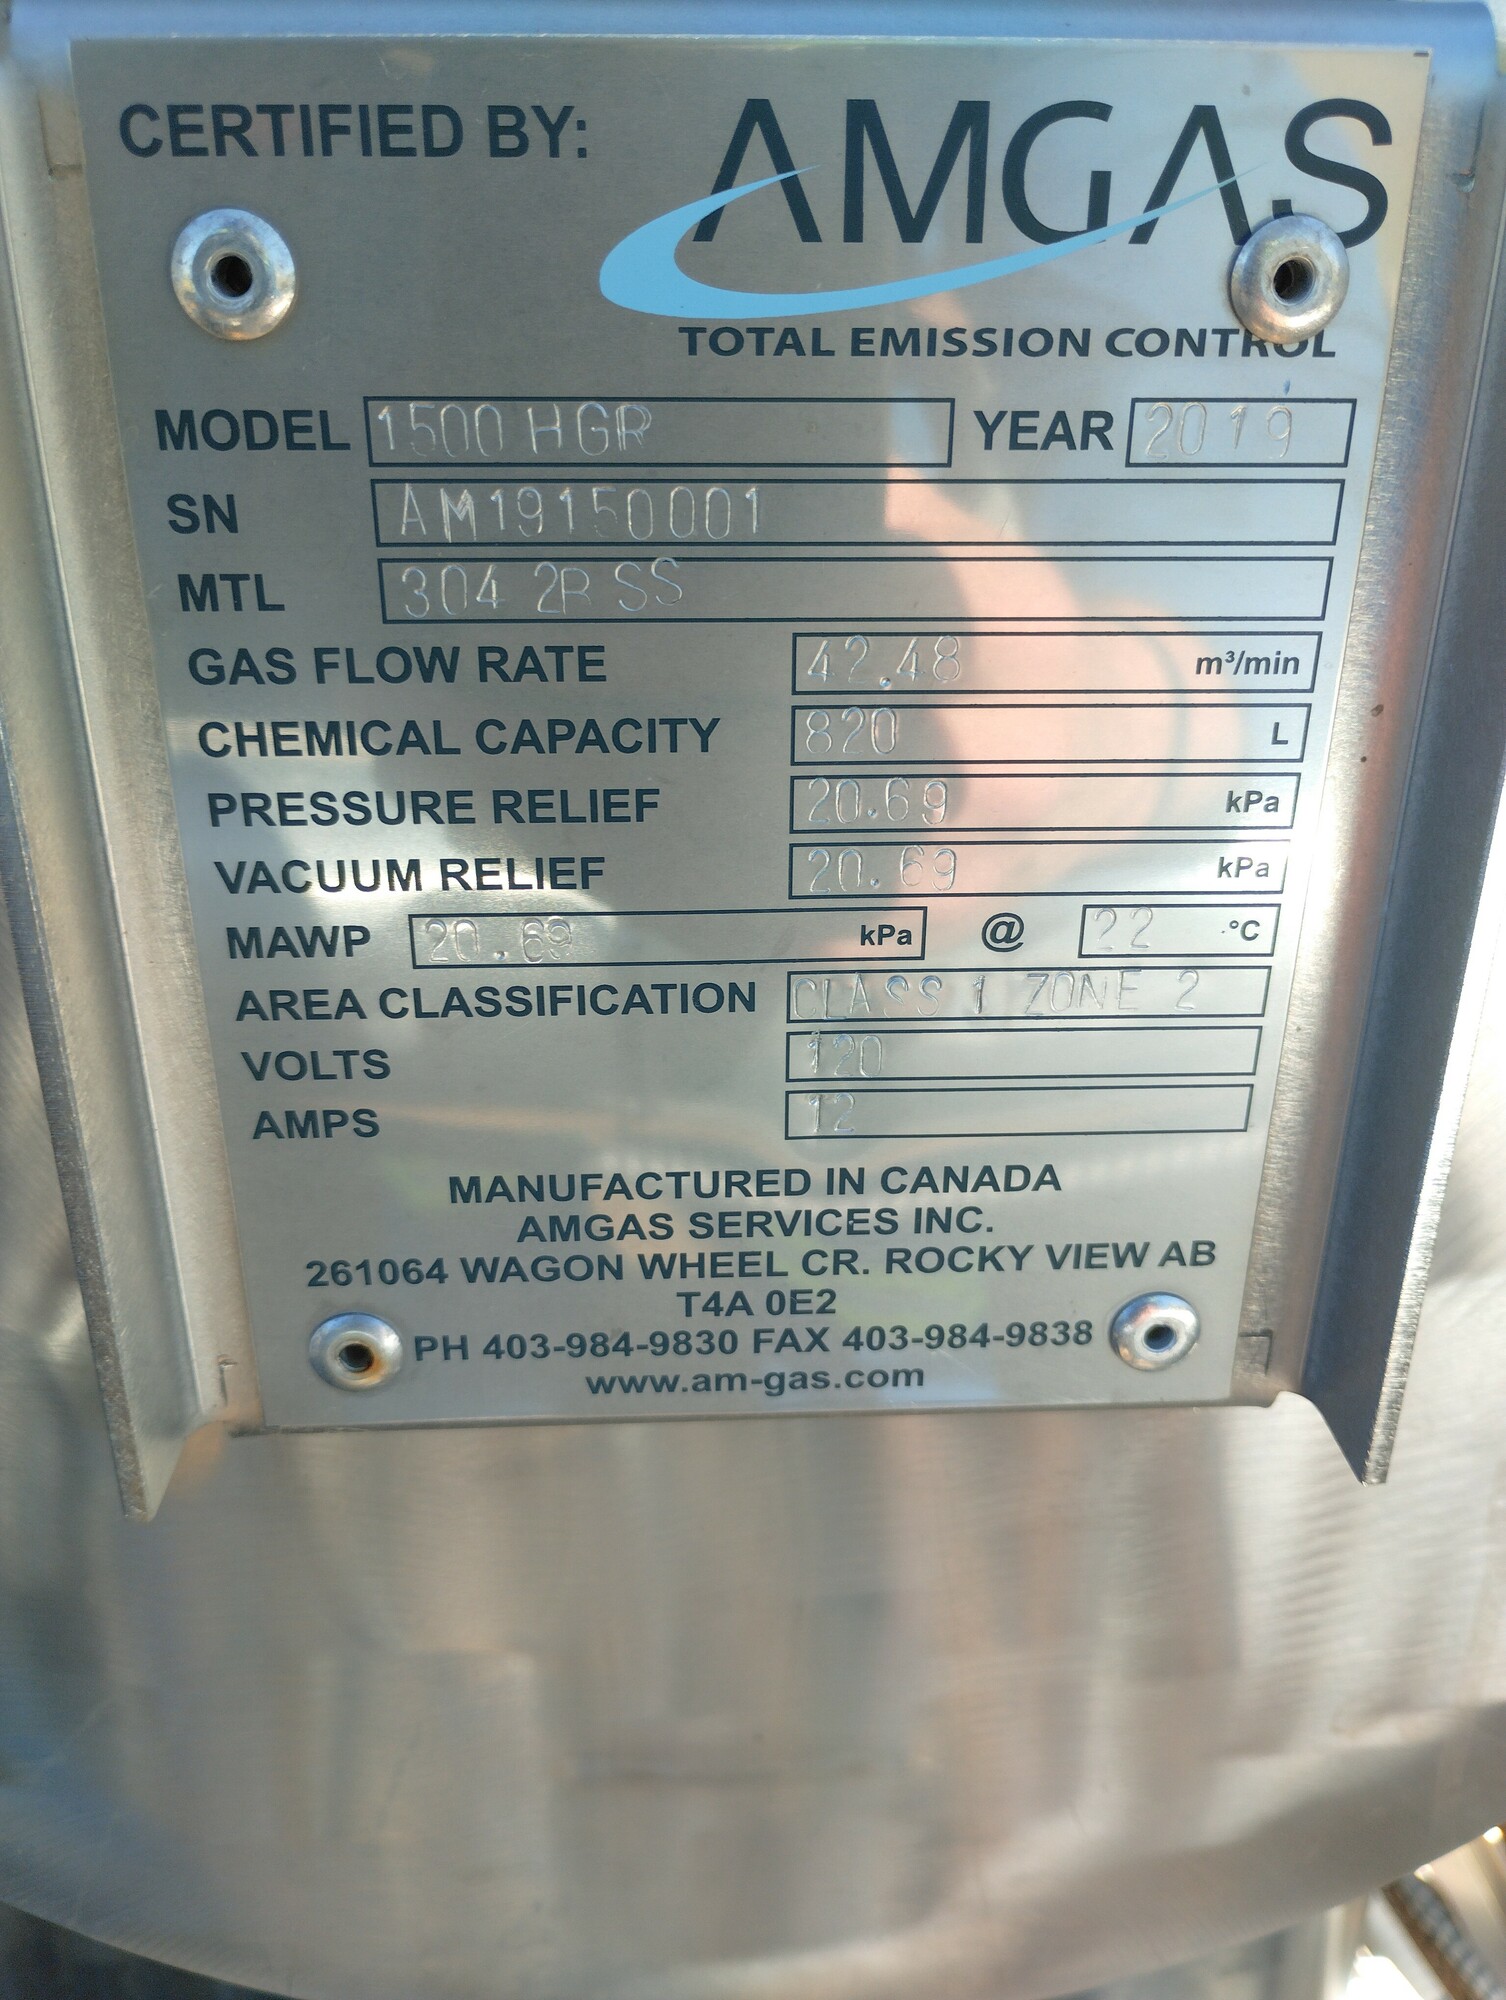 CERTIFIED BY:
AMGAS
TOTAL EMISSION CONTROL
MODEL 1500 HGR YEAR 2019
SN AM19150001
MTL 304 2B SS
GAS FLOW RATE 42.48 m³/min
CHEMICAL CAPACITY 820 L
PRESSURE RELIEF 20.69 kPa
VACUUM RELIEF 20.69 kPa
MAWP 20.69 kPa @ 22 °C
AREA CLASSIFICATION CLASS 1 ZONE 2
VOLTS 120
AMPS 12
MANUFACTURED IN CANADA
AMGAS SERVICES INC.
261064 WAGON WHEEL CR. ROCKY VIEW AB
T4A 0E2
PH 403-984-9830 FAX 403-984-9838
www.am-gas.com